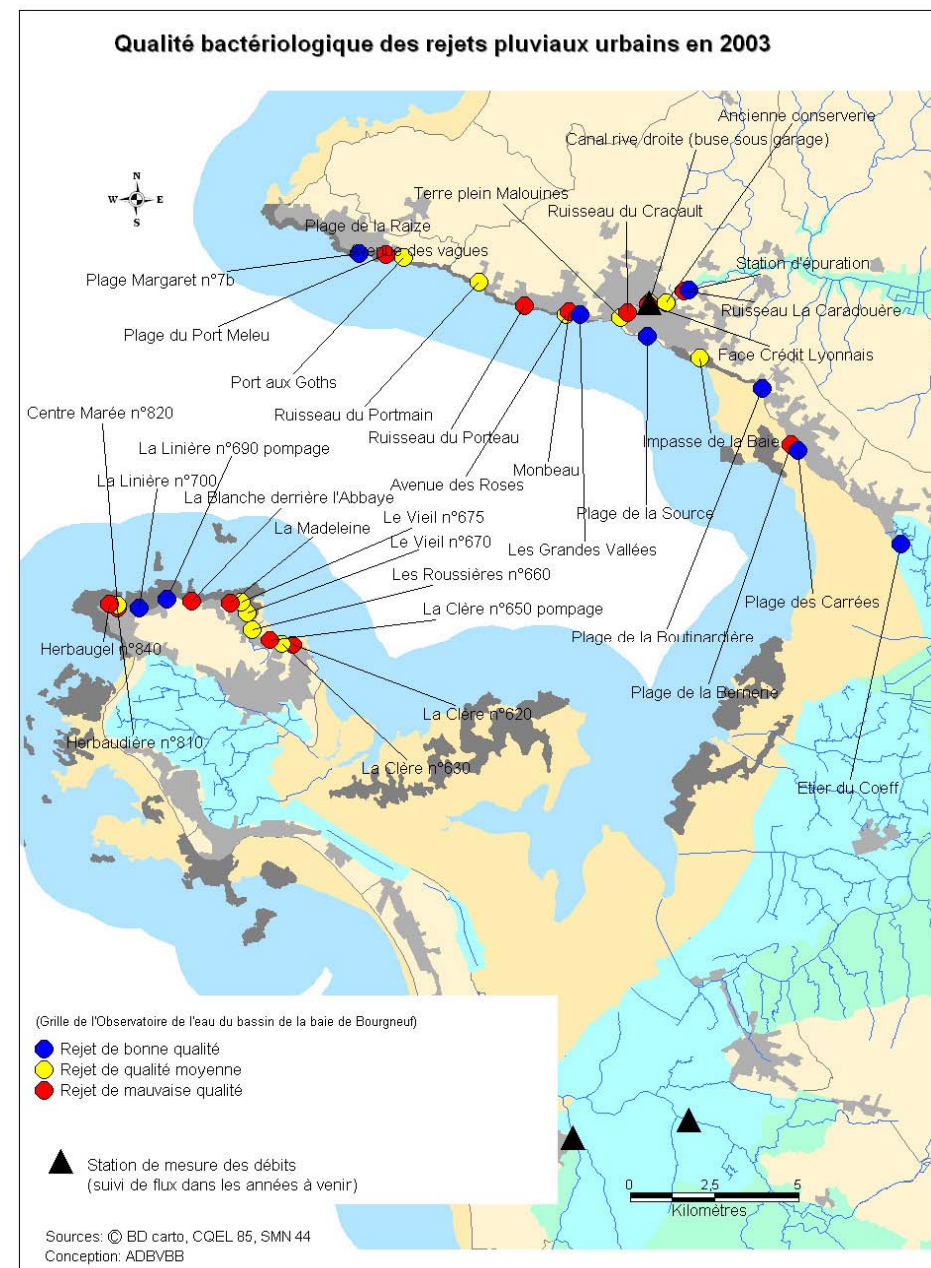 Qualité bactériologique des rejets pluviaux urbains en 2003
Ancienne conserverie
Canal rive droite (buse sous garage)
Terre plein Malouines
Ruisseau du Cracault
N
W
E
S
Plage de la Raize
Avenue des vagues
Plage Margaret n°7b
Station d'épuration
Ruisseau La Caradouère
Plage du Port Meleu
Face Crédit Lyonnais
Port aux Goths
Ruisseau du Portmain
Ruisseau du Porteau
Impasse de la Baie
Centre Marée n°820
La Linière n°690 pompage
La Linière n°700
Monbeau
Avenue des Roses
La Blanche derrière l'Abbaye
Plage de la Source
La Madeleine
Le Vieil n°675
Le Vieil n°670
Les Grandes Vallées
Les Roussières n°660
La Clère n°650 pompage
Plage des Carrées
Plage de la Boutinardière
Herbaugel n°840
Plage de la Bernerie
La Clère n°620
Herbaudière n°810
La Clère n°630
Etier du Coeff
(Grille de l'Observatoire de l'eau du bassin de la baie de Bourgneuf)
Rejet de bonne qualité
Rejet de qualité moyenne
Rejet de mauvaise qualité
Station de mesure des débits
(suivi de flux dans les années à venir)
0 2,5 5
Kilomètres
Sources: © BD carto, CQEL 85, SMN 44
Conception: ADBVBB